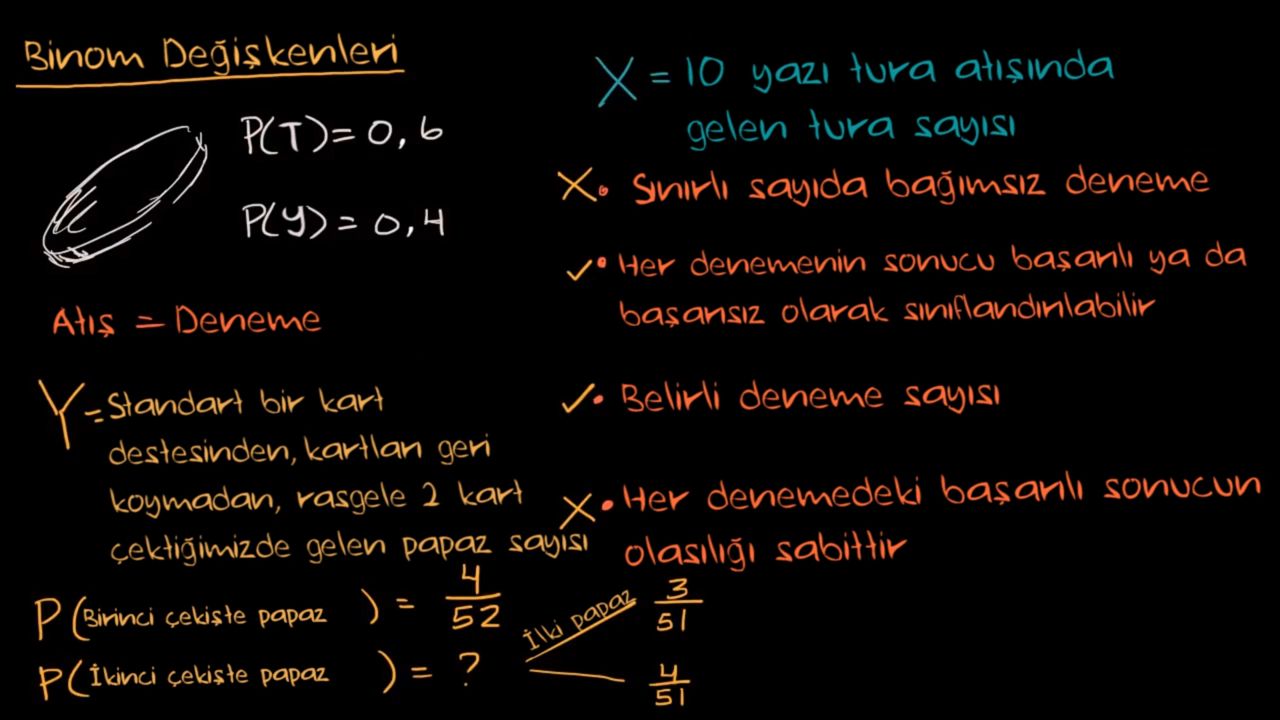 Binom Değişkenleri
P(T)= 0,6
P(Y)= 0,4
Atış = Deneme
Y = Standart bir kart
destesinden, kartları geri
koymadan, rasgele 2 kart
çektiğimizde gelen papaz sayısı
P(Birinci çekişte papaz ) = 4/52
P(İkinci çekişte papaz ) = ?
İlki papaz 3/51
4/51
X = 10 yazı tura atışında
gelen tura sayısı
X • Sınırlı sayıda bağımsız deneme
✓ • Her denemenin sonucu başarılı ya da
başarısız olarak sınıflandırılabilir
✓ • Belirli deneme sayısı
X • Her denemedeki başarılı sonucun
olasılığı sabittir